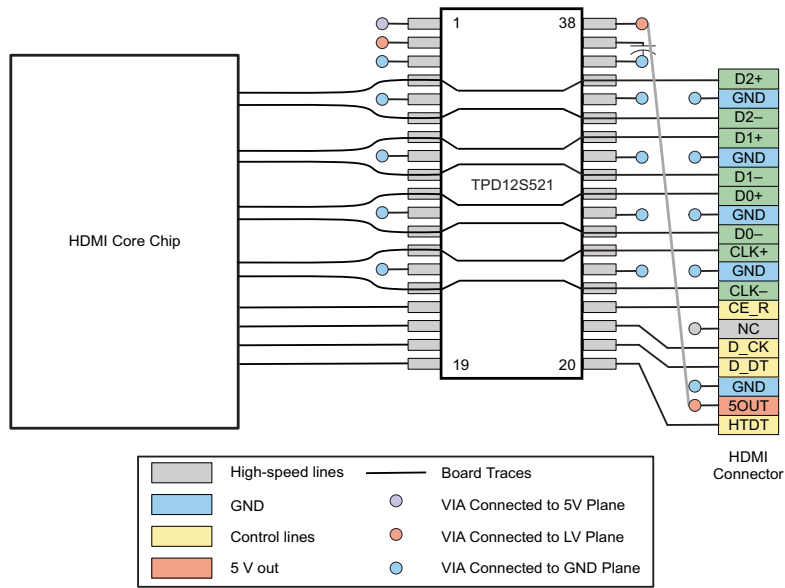 1 38
D2+
GND
D2–
D1+
GND
TPD12S521
D1–
D0+
GND
HDMI Core Chip
D0–
CLK+
GND
CLK–
CE_R
NC
D_CK
19 20
D_DT
GND
5OUT
HTDT
HDMI
Connector
High-speed lines
Board Traces
GND
VIA Connected to 5V Plane
Control lines
VIA Connected to LV Plane
5 V out
VIA Connected to GND Plane